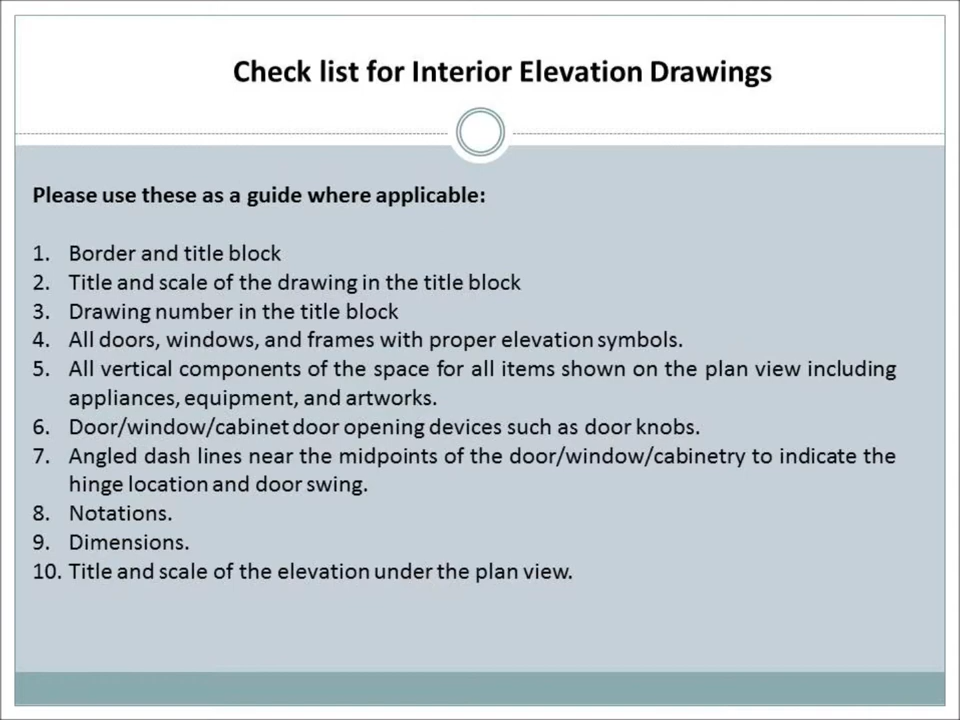 Check list for Interior Elevation Drawings
Please use these as a guide where applicable:
1. Border and title block
2. Title and scale of the drawing in the title block
3. Drawing number in the title block
4. All doors, windows, and frames with proper elevation symbols.
5. All vertical components of the space for all items shown on the plan view including
appliances, equipment, and artworks.
6. Door/window/cabinet door opening devices such as door knobs.
7. Angled dash lines near the midpoints of the door/window/cabinetry to indicate the
hinge location and door swing.
8. Notations.
9. Dimensions.
10. Title and scale of the elevation under the plan view.